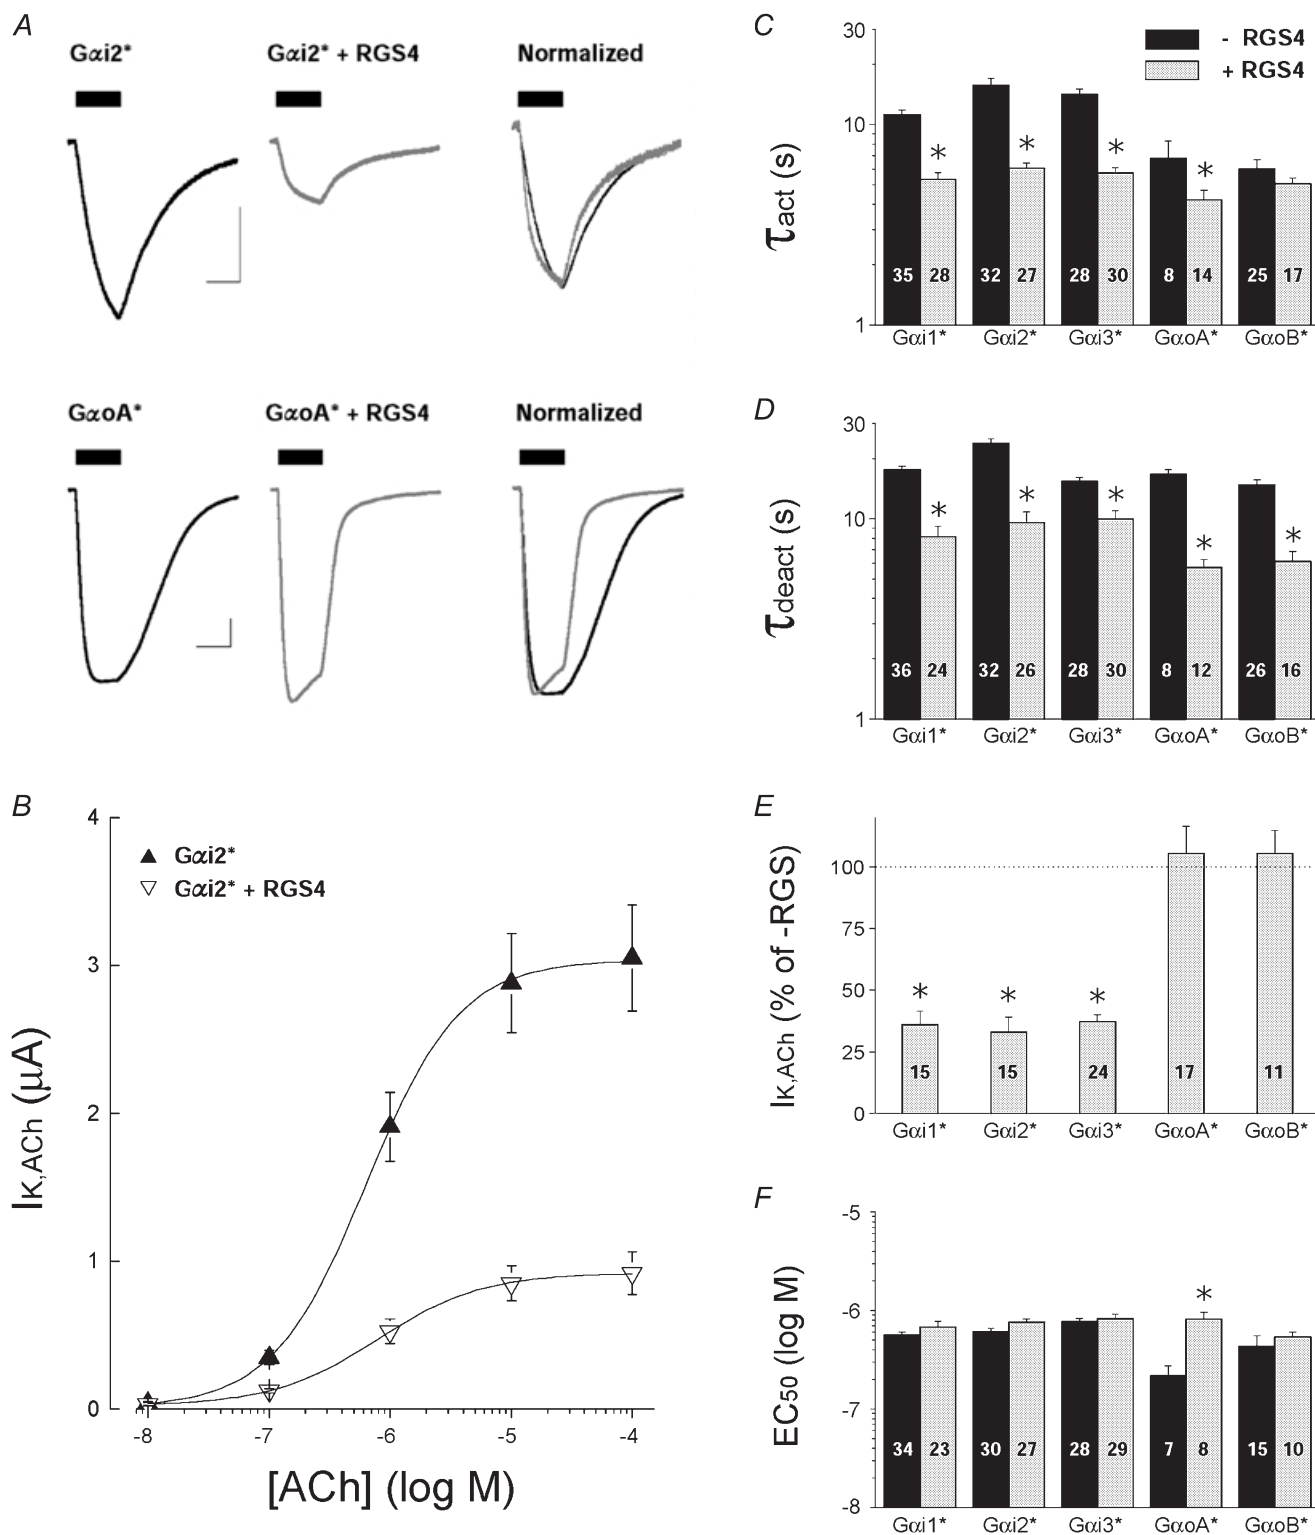 A
Gαi2*
Gαi2* + RGS4
Normalized
GαoA*
GαoA* + RGS4
Normalized
B
4
3
2
1
0
IK,ACh (μA)
Gαi2*
Gαi2* + RGS4
-8 -7 -6 -5 -4
[ACh] (log M)
C
30
10
1
τact (s)
- RGS4
+ RGS4
* * * *
35 28 32 27 28 30 8 14 25 17
Gαi1* Gαi2* Gαi3* GαoA* GαoB*
D
30
10
1
τdeact (s)
* * * * *
36 24 32 26 28 30 8 12 26 16
Gαi1* Gαi2* Gαi3* GαoA* GαoB*
E
100
75
50
25
0
IK,ACh (% of -RGS)
* * *
15 15 24 17 11
Gαi1* Gαi2* Gαi3* GαoA* GαoB*
F
-5
-6
-7
-8
EC50 (log M)
*
34 23 30 27 28 29 7 8 15 10
Gαi1* Gαi2* Gαi3* GαoA* GαoB*